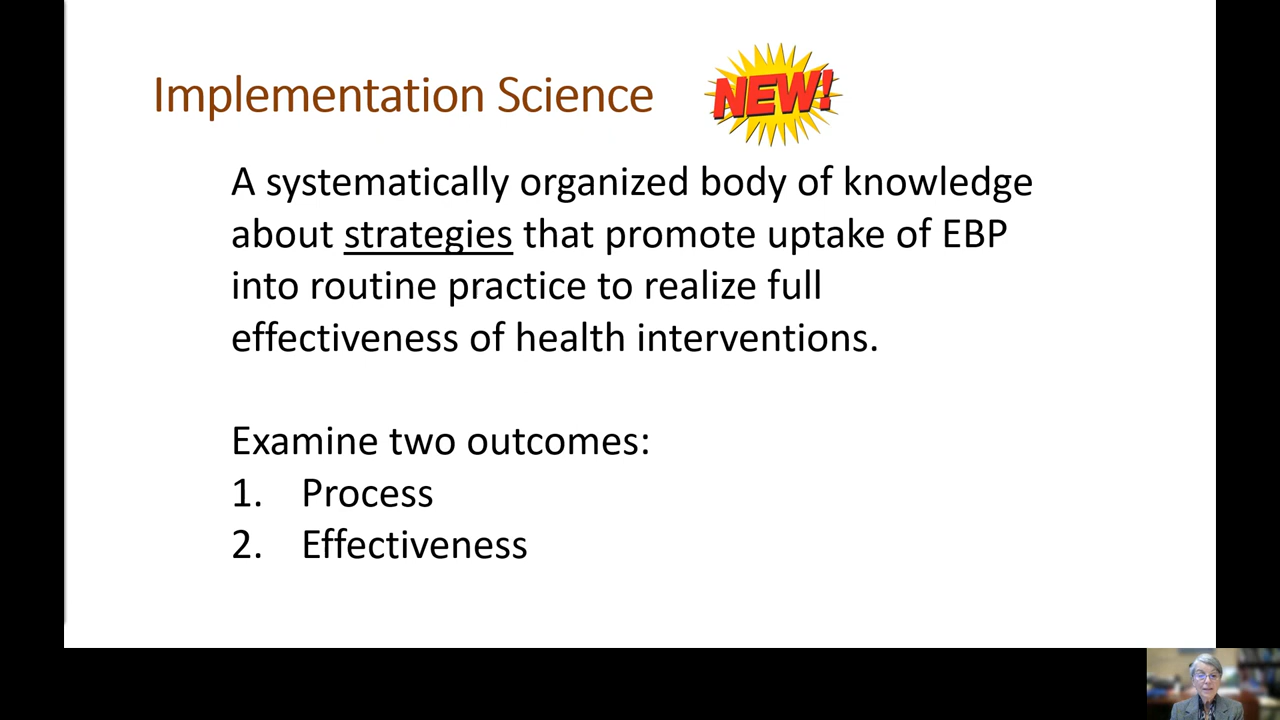 Implementation Science
NEW!
A systematically organized body of knowledge
about strategies that promote uptake of EBP
into routine practice to realize full
effectiveness of health interventions.
Examine two outcomes:
1. Process
2. Effectiveness